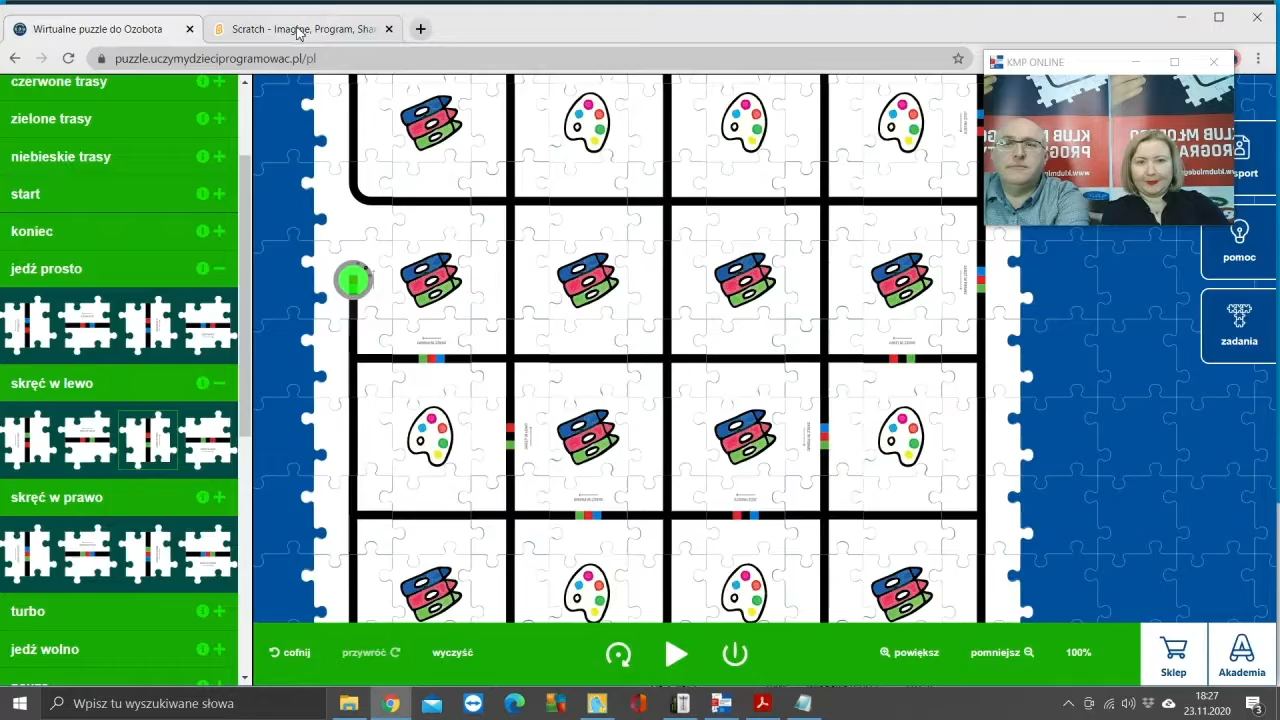 Wirtualne puzzle do Ozobota
Scratch - Imagine, Program, Shar
puzzle.uczymydzieciprogramować.pl
KMP ONLINE
czerwone trasy
zielone trasy
niebieskie trasy
start
koniec
jedź prosto
skręć w lewo
skręć w prawo
turbo
jedź wolno
sport
pomoc
zadania
cofnij
przywróć
wyczyść
powiększ
pomniejsz
100%
Sklep
Akademia
Wpisz tu wyszukiwane słowa
18:27
23.11.2020
3